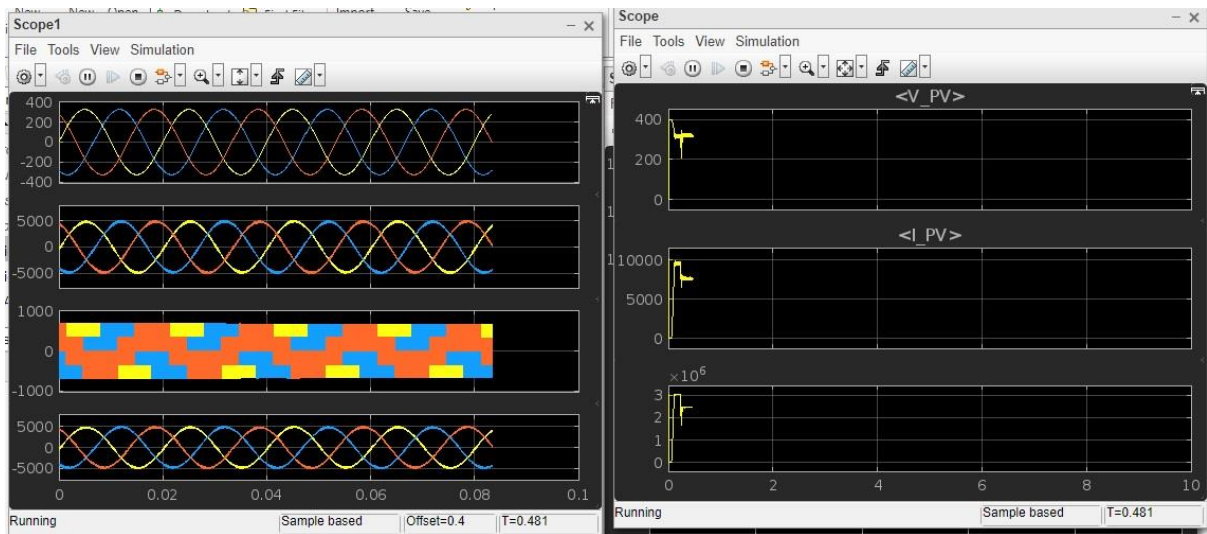 Scope1
File Tools View Simulation
400
200
0
-200
-400
5000
0
-5000
1000
0
-1000
5000
0
-5000
0 0.02 0.04 0.06 0.08 0.1
Running Sample based Offset=0.4 T=0.481
Scope
File Tools View Simulation
<V_PV>
400
200
0
<I_PV>
10000
5000
0
×10⁶
3
2
1
0
0 2 4 6 8 10
Running Sample based T=0.481